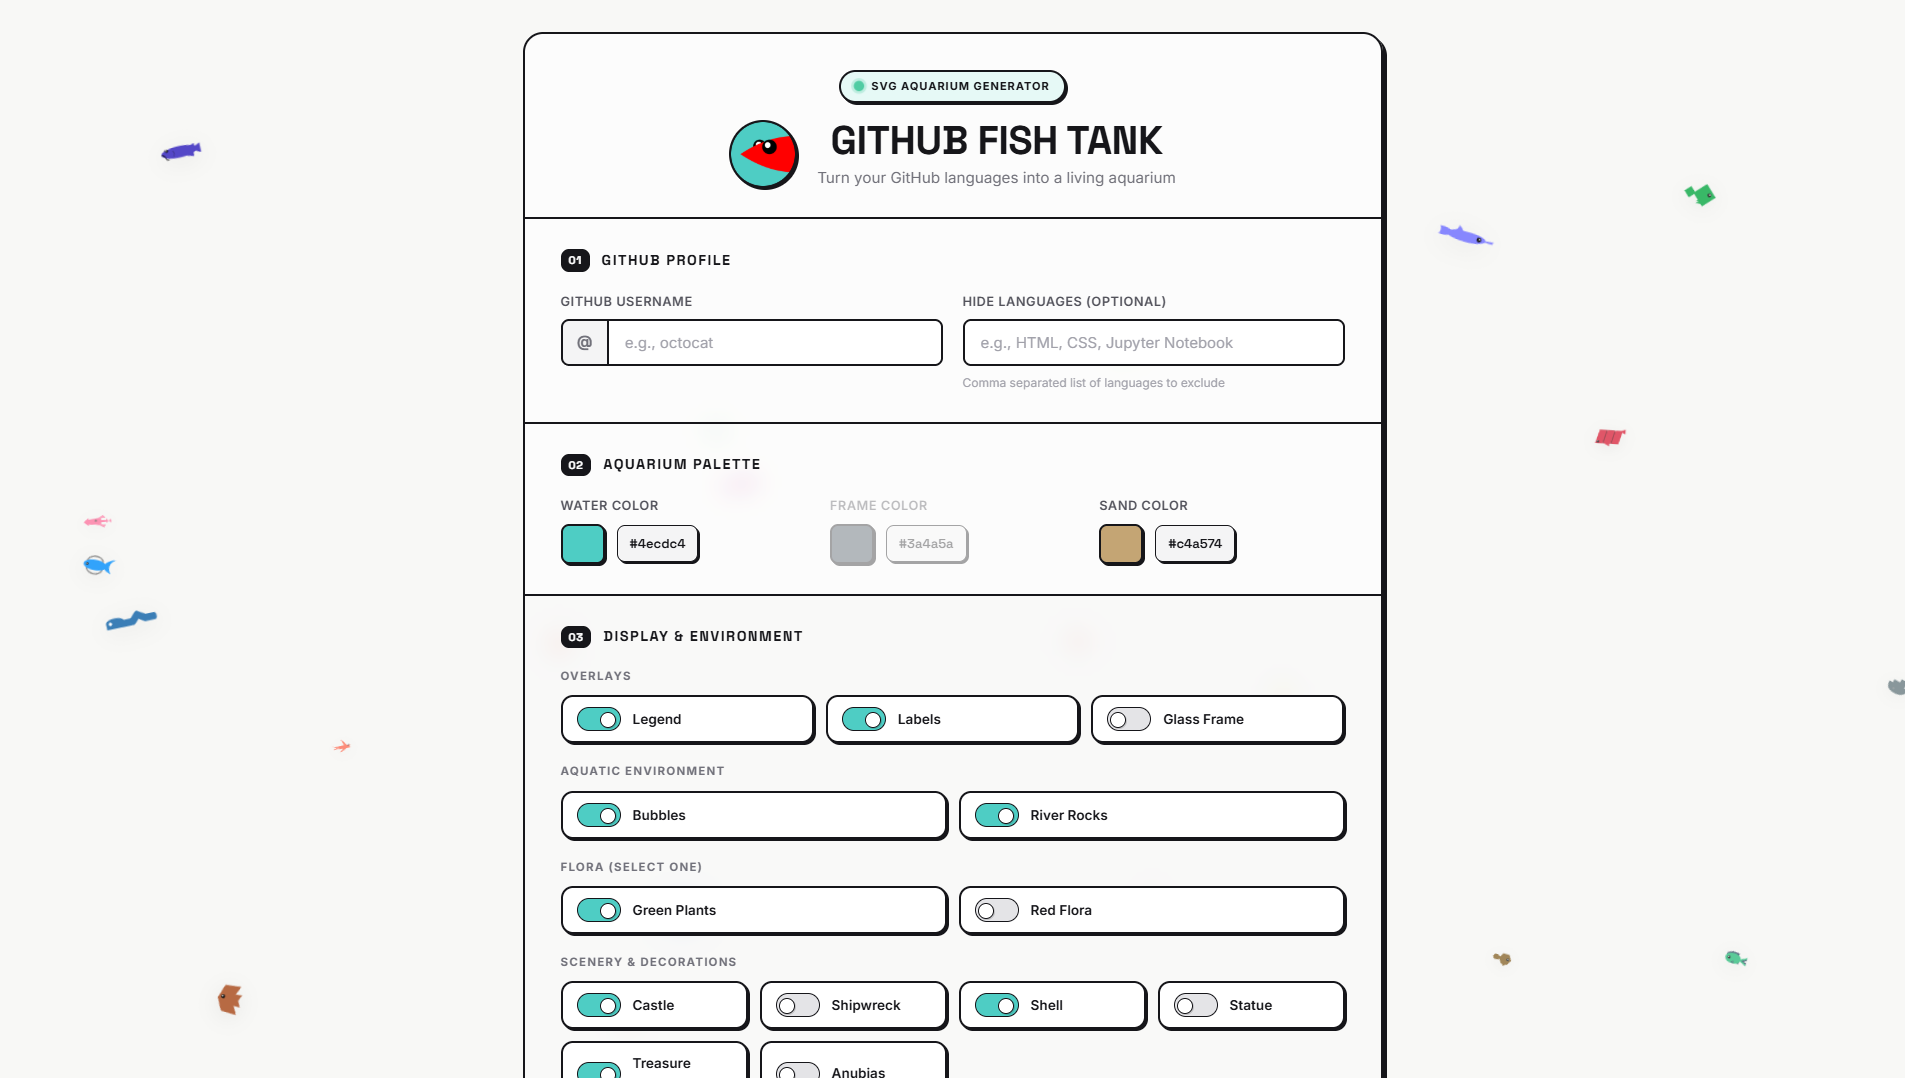 SVG AQUARIUM GENERATOR
GITHUB FISH TANK
Turn your GitHub languages into a living aquarium
01 GITHUB PROFILE
GITHUB USERNAME
@ e.g., octocat
HIDE LANGUAGES (OPTIONAL)
e.g., HTML, CSS, Jupyter Notebook
Comma separated list of languages to exclude
02 AQUARIUM PALETTE
WATER COLOR
#4ecdc4
FRAME COLOR
#3a4a5a
SAND COLOR
#c4a574
03 DISPLAY & ENVIRONMENT
OVERLAYS
Legend
Labels
Glass Frame
AQUATIC ENVIRONMENT
Bubbles
River Rocks
FLORA (SELECT ONE)
Green Plants
Red Flora
SCENERY & DECORATIONS
Castle
Shipwreck
Shell
Statue
Treasure
Anubias